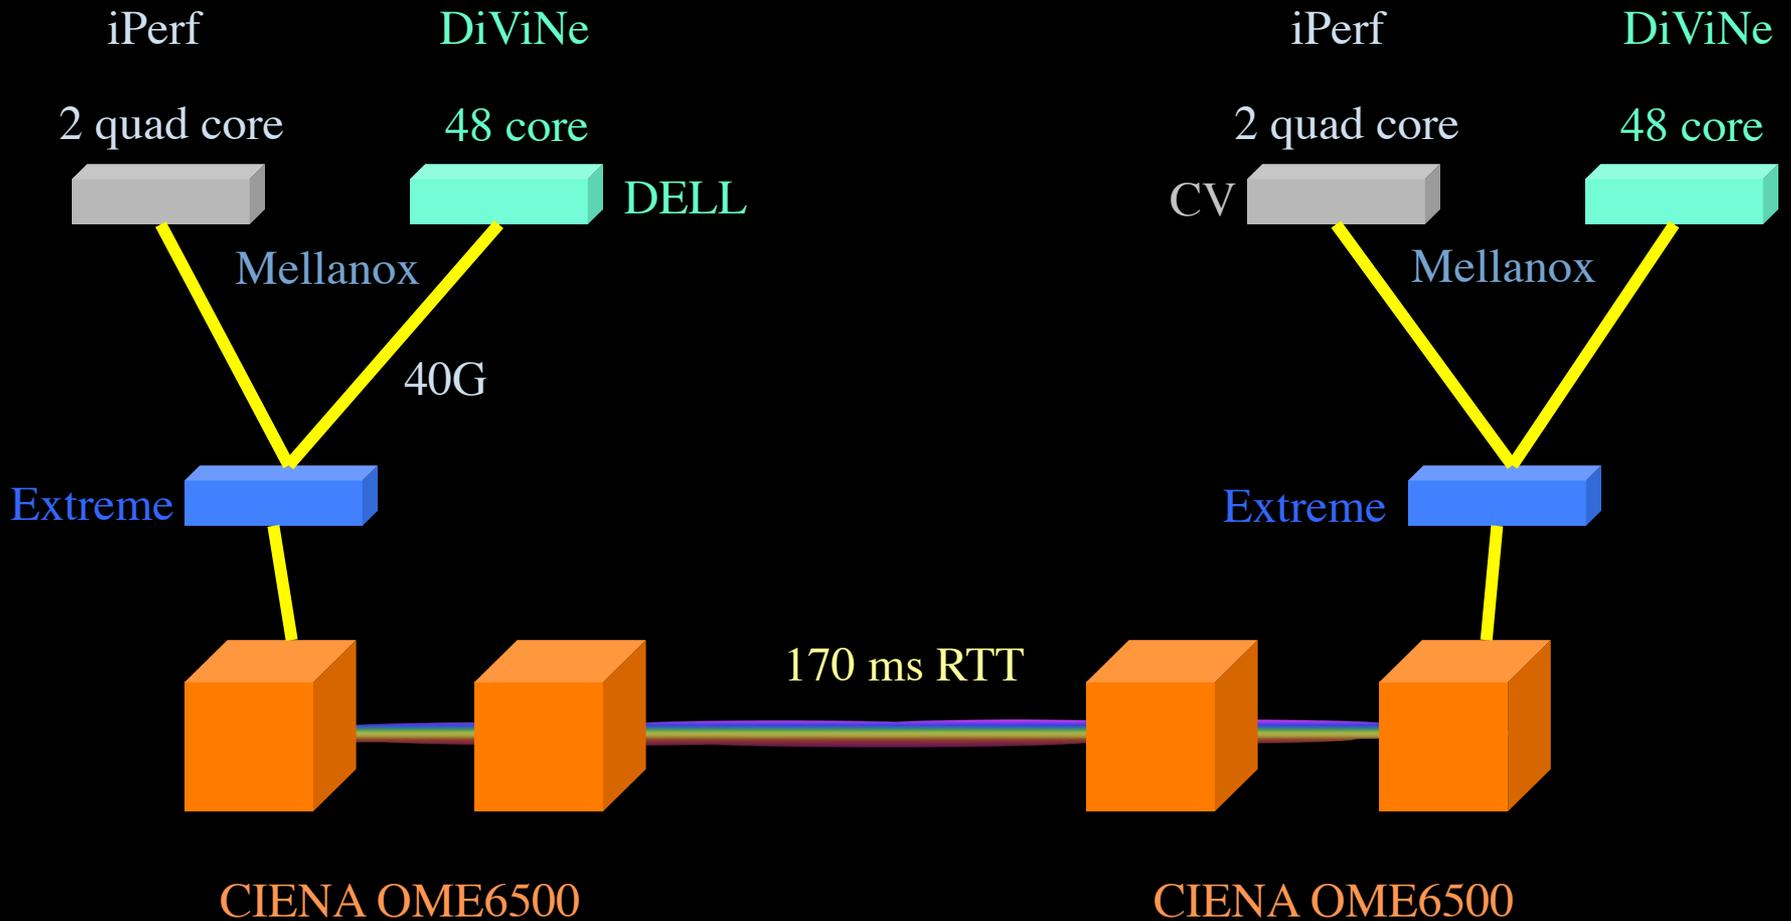 iPerf DiViNe iPerf DiViNe
2 quad core 48 core 2 quad core 48 core
DELL CV
Mellanox Mellanox
40G
Extreme Extreme
170 ms RTT
CIENA OME6500 CIENA OME6500